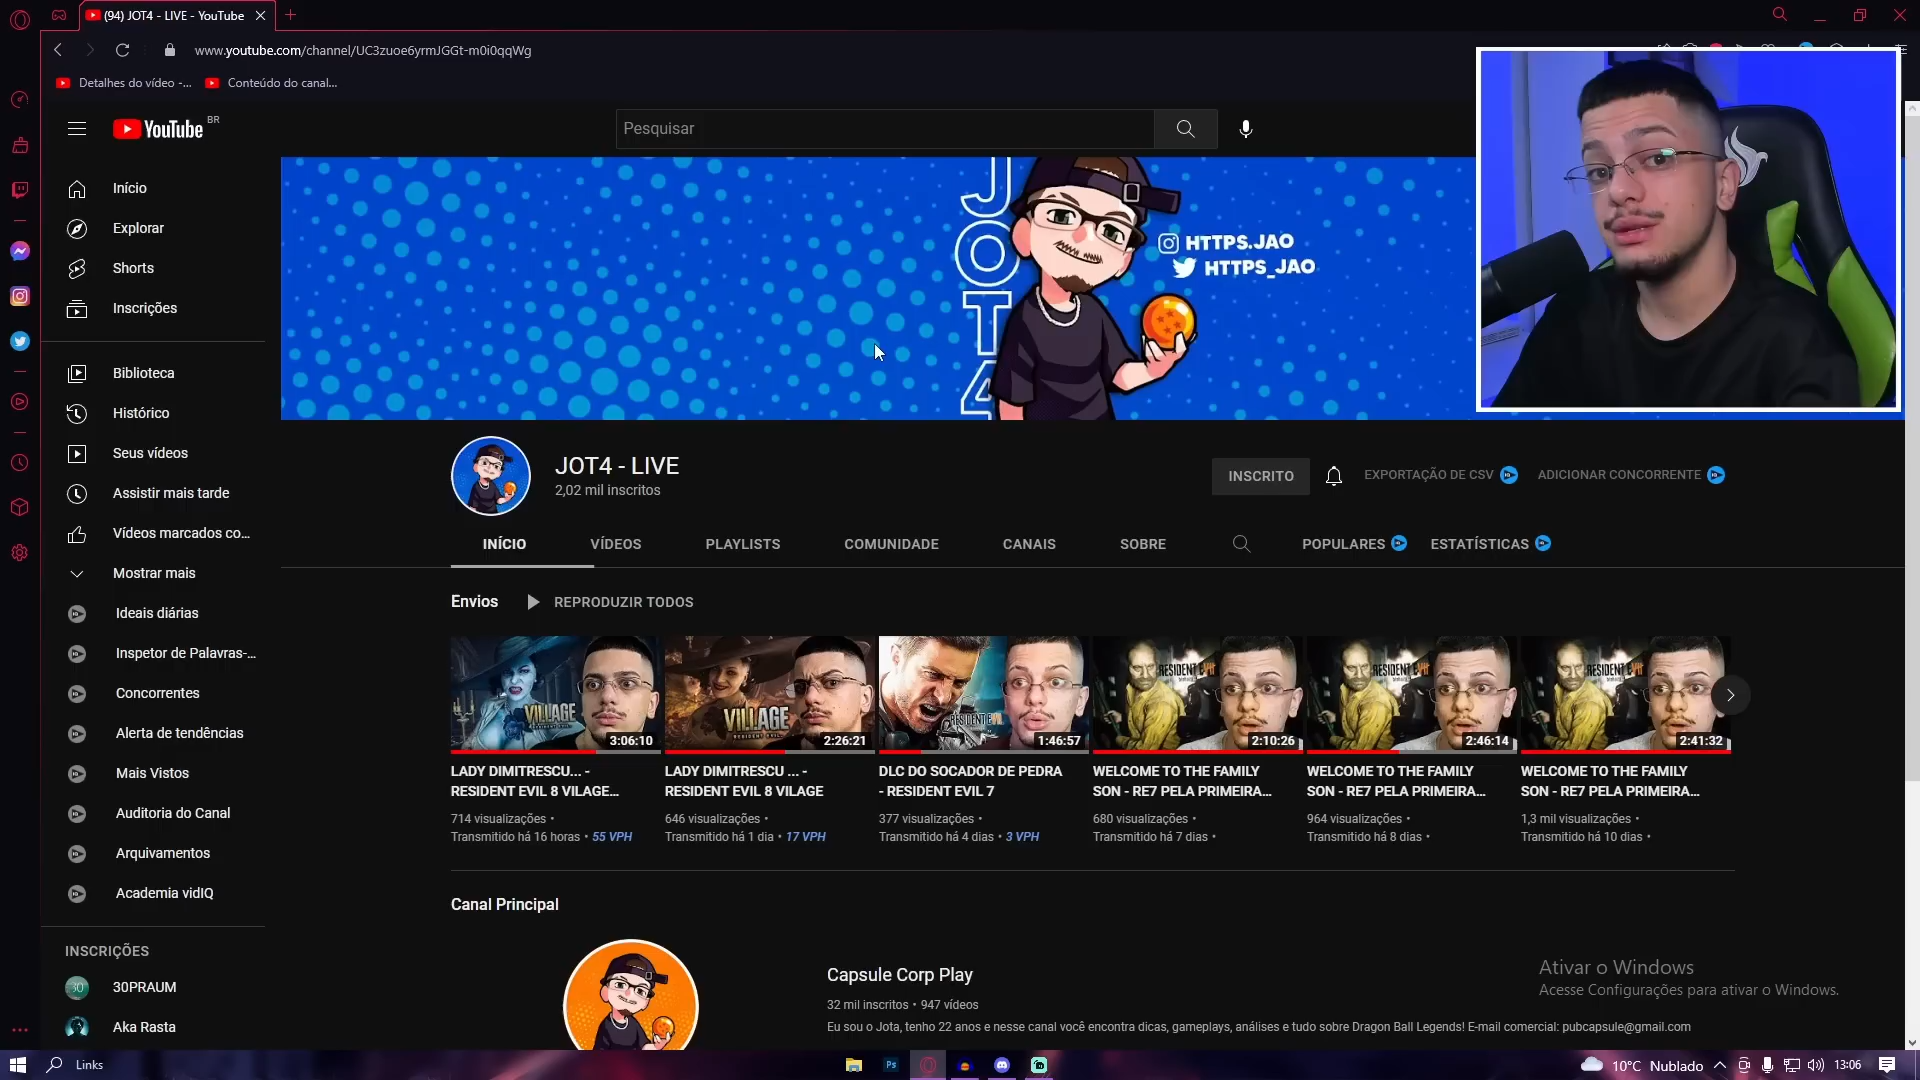 (94) JOT4 - LIVE - YouTube
www.youtube.com/channel/UC3zuoe6yrmJGGt-m0i0qqWg
Detalhes do vídeo -...
Conteúdo do canal...
YouTube BR
Pesquisar
Início
Explorar
Shorts
Inscrições
Biblioteca
Histórico
Seus vídeos
Assistir mais tarde
Vídeos marcados co...
Mostrar mais
Ideais diárias
Inspetor de Palavras-...
Concorrentes
Alerta de tendências
Mais Vistos
Auditoria do Canal
Arquivamentos
Academia vidIQ
INSCRIÇÕES
30PRAUM
Aka Rasta
JOT4
HTTPS.JAO
HTTPS_JAO
JOT4 - LIVE
2,02 mil inscritos
INSCRITO
EXPORTAÇÃO DE CSV
ADICIONAR CONCORRENTE
INÍCIO VÍDEOS PLAYLISTS COMUNIDADE CANAIS SOBRE POPULARES ESTATÍSTICAS
Envios REPRODUZIR TODOS
VILLAGE
3:06:10
LADY DIMITRESCU... -
RESIDENT EVIL 8 VILAGE...
714 visualizações •
Transmitido há 16 horas • 55 VPH
VILLAGE
2:26:21
LADY DIMITRESCU ... -
RESIDENT EVIL 8 VILAGE
646 visualizações •
Transmitido há 1 dia • 17 VPH
RESIDENT EVIL
1:46:57
DLC DO SOCADOR DE PEDRA
- RESIDENT EVIL 7
377 visualizações •
Transmitido há 4 dias • 3 VPH
RESIDENT EVIL
2:10:26
WELCOME TO THE FAMILY
SON - RE7 PELA PRIMEIRA...
680 visualizações •
Transmitido há 7 dias •
RESIDENT EVIL
2:46:14
WELCOME TO THE FAMILY
SON - RE7 PELA PRIMEIRA...
964 visualizações •
Transmitido há 8 dias •
RESIDENT EVIL
2:41:32
WELCOME TO THE FAMILY
SON - RE7 PELA PRIMEIRA...
1,3 mil visualizações •
Transmitido há 10 dias •
Canal Principal
Capsule Corp Play
32 mil inscritos • 947 vídeos
Eu sou o Jota, tenho 22 anos e nesse canal você encontra dicas, gameplays, análises e tudo sobre Dragon Ball Legends! E-mail comercial: pubcapsule@gmail.com
Ativar o Windows
Acesse Configurações para ativar o Windows.
Links
Ps
10°C Nublado
13:06